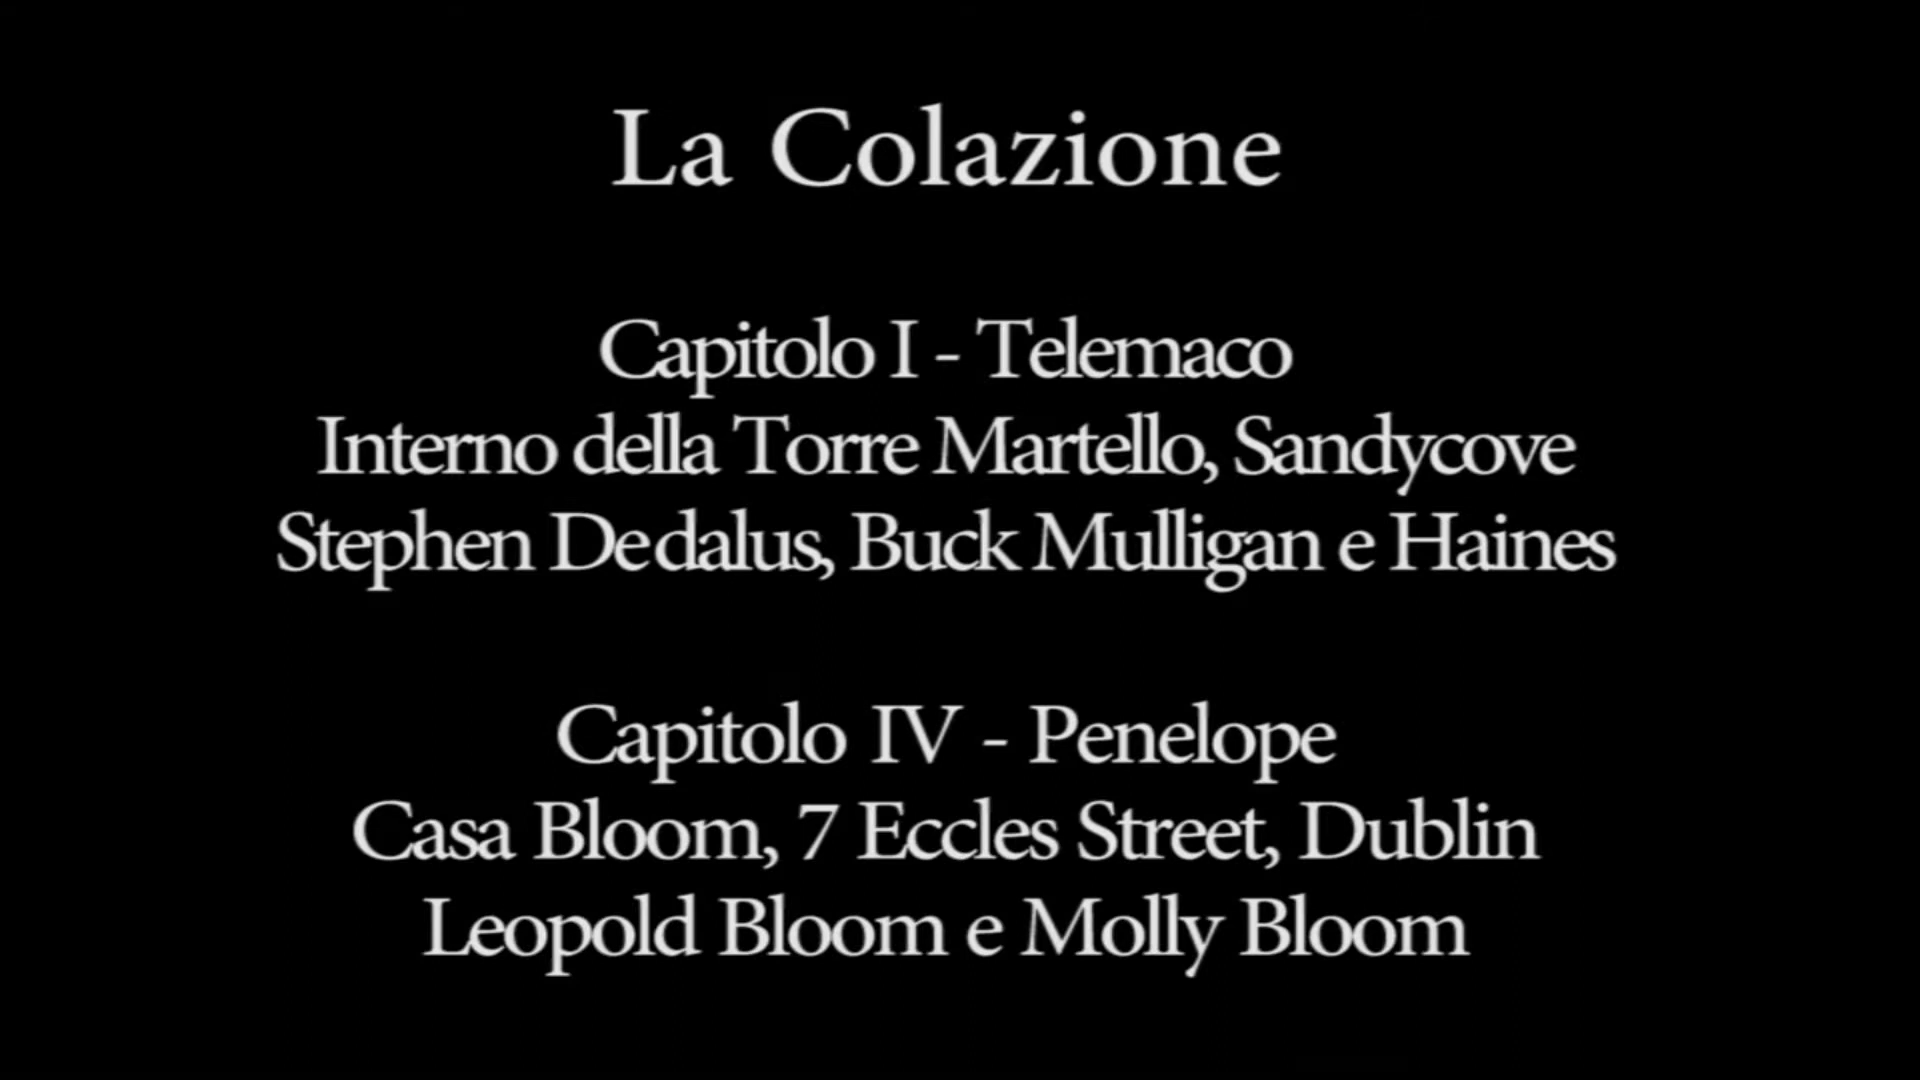 La Colazione
Capitolo I - Telemaco
Interno della Torre Martello, Sandycove
Stephen Dedalus, Buck Mulligan e Haines
Capitolo IV - Penelope
Casa Bloom, 7 Eccles Street, Dublin
Leopold Bloom e Molly Bloom